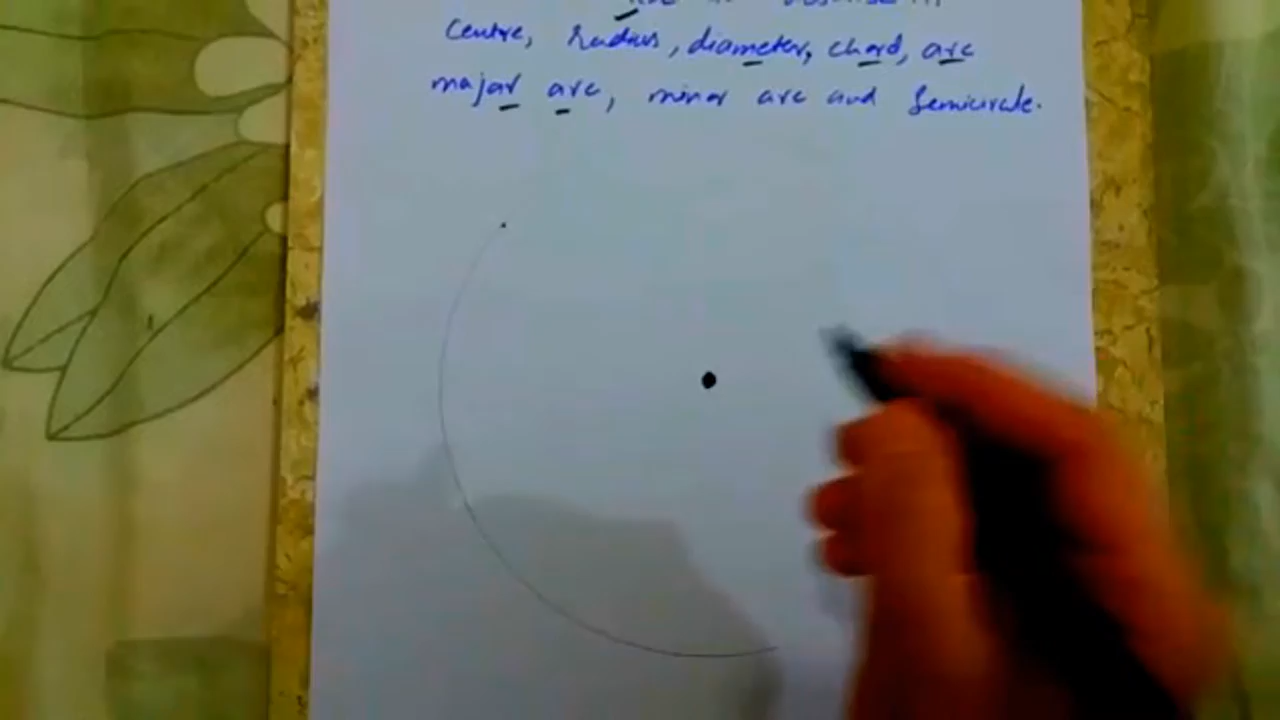 Centre, Radius, diameter, chord, arc
major arc, minor arc and Semicircle.